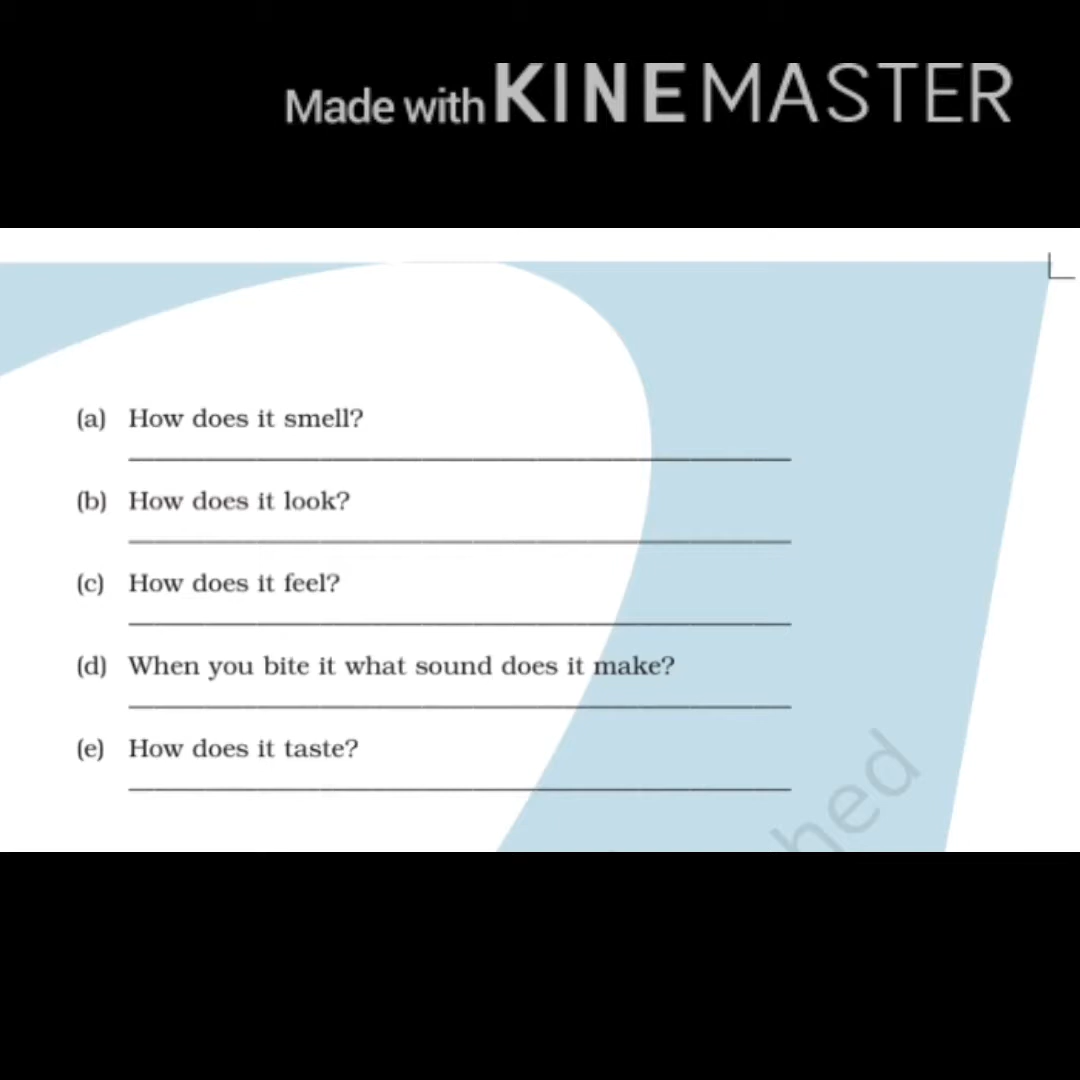 Made with KINEMASTER
(a) How does it smell?
(b) How does it look?
(c) How does it feel?
(d) When you bite it what sound does it make?
(e) How does it taste?